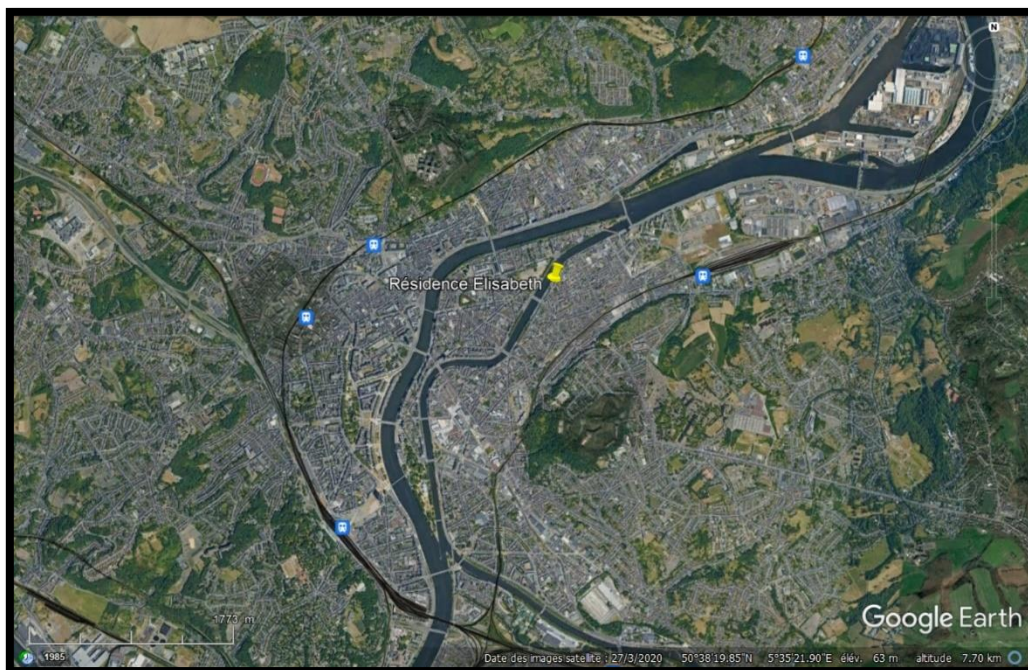 N
Résidence Elisabeth
1773 m
Google Earth
1985
Date des images satellite : 27/3/2020 50°38'19.85"N 5°35'21.90"E élév. 63 m altitude 7.70 km